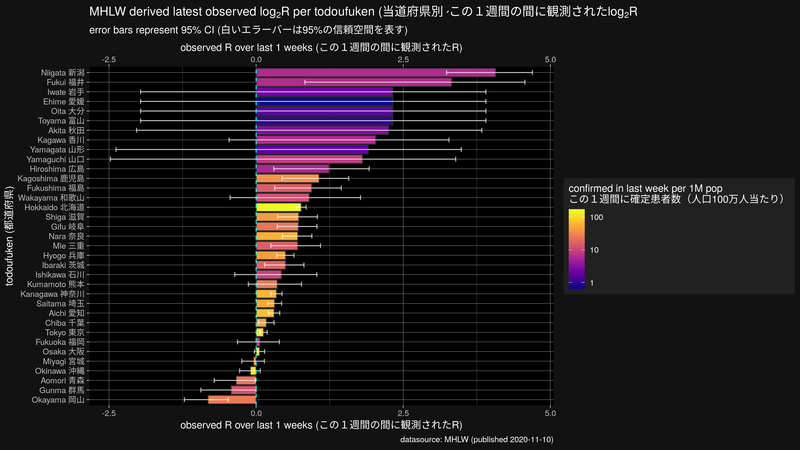 MHLW derived latest observed log₂R per todoufuken (当道府県別 -この１週間の間に観測されたlog₂R
error bars represent 95% CI (白いエラーバーは95%の信頼空間を表す)
observed R over last 1 weeks (この１週間の間に観測されたR)
-2.5 0.0 2.5 5.0
todoufuken (都道府県)
Niigata 新潟
Fukui 福井
Iwate 岩手
Ehime 愛媛
Oita 大分
Toyama 富山
Akita 秋田
Kagawa 香川
Yamagata 山形
Yamaguchi 山口
Hiroshima 広島
Kagoshima 鹿児島
Fukushima 福島
Wakayama 和歌山
Hokkaido 北海道
Shiga 滋賀
Gifu 岐阜
Nara 奈良
Mie 三重
Hyogo 兵庫
Ibaraki 茨城
Ishikawa 石川
Kumamoto 熊本
Kanagawa 神奈川
Saitama 埼玉
Aichi 愛知
Chiba 千葉
Tokyo 東京
Fukuoka 福岡
Osaka 大阪
Miyagi 宮城
Okinawa 沖縄
Aomori 青森
Gunma 群馬
Okayama 岡山
-2.5 0.0 2.5 5.0
observed R over last 1 weeks (この１週間の間に観測されたR)
datasource: MHLW (published 2020-11-10)
confirmed in last week per 1M pop
この１週間に確定患者数（人口100万人当たり）
100
10
1